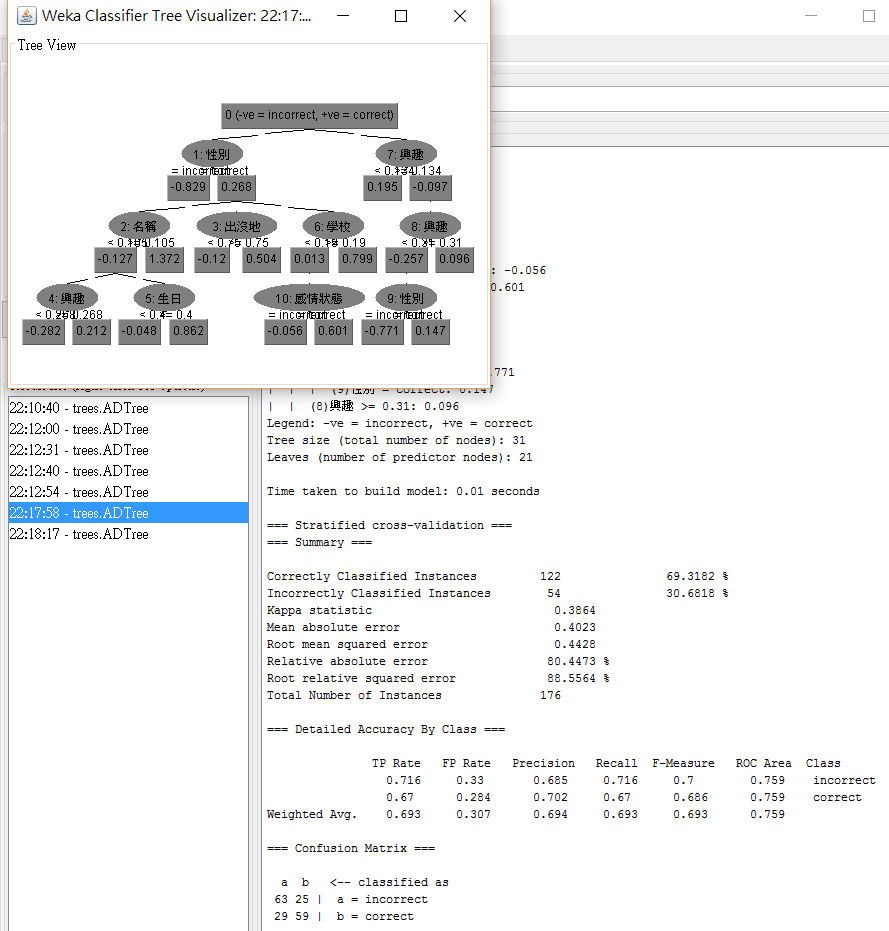 Weka Classifier Tree Visualizer: 22:17:...
Tree View
0 (-ve = incorrect, +ve = correct)
1: 性別
7: 興趣
= incorrect
= correct
< 0.134
>= 0.134
-0.829
0.268
0.195
-0.097
2: 名稱
3: 出沒地
6: 學校
8: 興趣
< 0.105
>= 0.105
< 0.75
>= 0.75
< 0.19
>= 0.19
< 0.31
>= 0.31
-0.127
1.372
-0.12
0.504
0.013
0.799
-0.257
0.096
4: 興趣
5: 生日
10: 感情狀態
9: 性別
< 0.268
>= 0.268
< 0.4
>= 0.4
= incorrect
= correct
= incorrect
= correct
-0.282
0.212
-0.048
0.862
-0.056
0.601
-0.771
0.147
: -0.056
0.601
.771
| | | (9)性別 = correct: 0.147
| | (8)興趣 >= 0.31: 0.096
Legend: -ve = incorrect, +ve = correct
Tree size (total number of nodes): 31
Leaves (number of predictor nodes): 21
Time taken to build model: 0.01 seconds
=== Stratified cross-validation ===
=== Summary ===
Correctly Classified Instances 122 69.3182 %
Incorrectly Classified Instances 54 30.6818 %
Kappa statistic 0.3864
Mean absolute error 0.4023
Root mean squared error 0.4428
Relative absolute error 80.4473 %
Root relative squared error 88.5564 %
Total Number of Instances 176
=== Detailed Accuracy By Class ===
TP Rate FP Rate Precision Recall F-Measure ROC Area Class
0.716 0.33 0.685 0.716 0.7 0.759 incorrect
0.67 0.284 0.702 0.67 0.686 0.759 correct
Weighted Avg. 0.693 0.307 0.694 0.693 0.693 0.759
=== Confusion Matrix ===
a b <-- classified as
63 25 | a = incorrect
29 59 | b = correct
22:10:40 - trees.ADTree
22:12:00 - trees.ADTree
22:12:31 - trees.ADTree
22:12:40 - trees.ADTree
22:12:54 - trees.ADTree
22:17:58 - trees.ADTree
22:18:17 - trees.ADTree